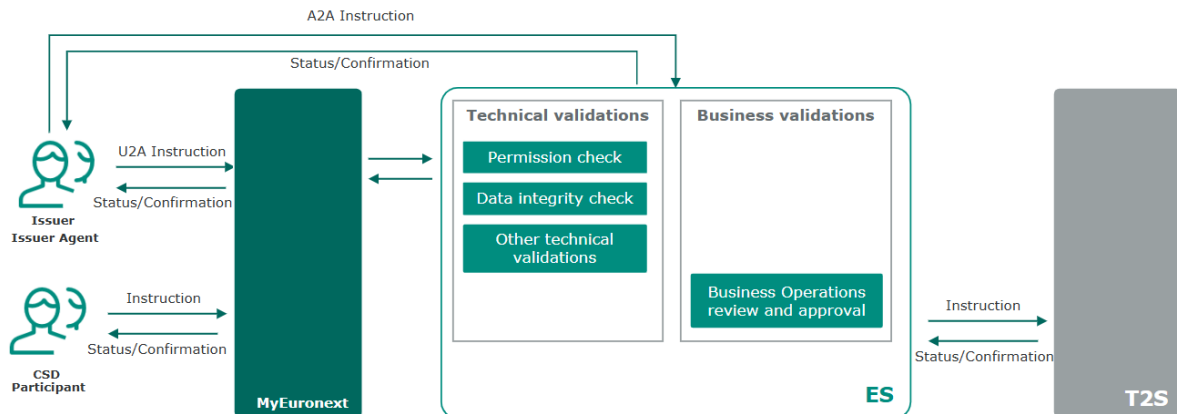 A2A Instruction
Status/Confirmation
Technical validations
Business validations
Permission check
U2A Instruction
Data integrity check
Status/Confirmation
Issuer
Issuer Agent
Other technical
validations
Business Operations
review and approval
Instruction
Status/Confirmation
Instruction
Status/Confirmation
CSD
Participant
MyEuronext
ES
T2S